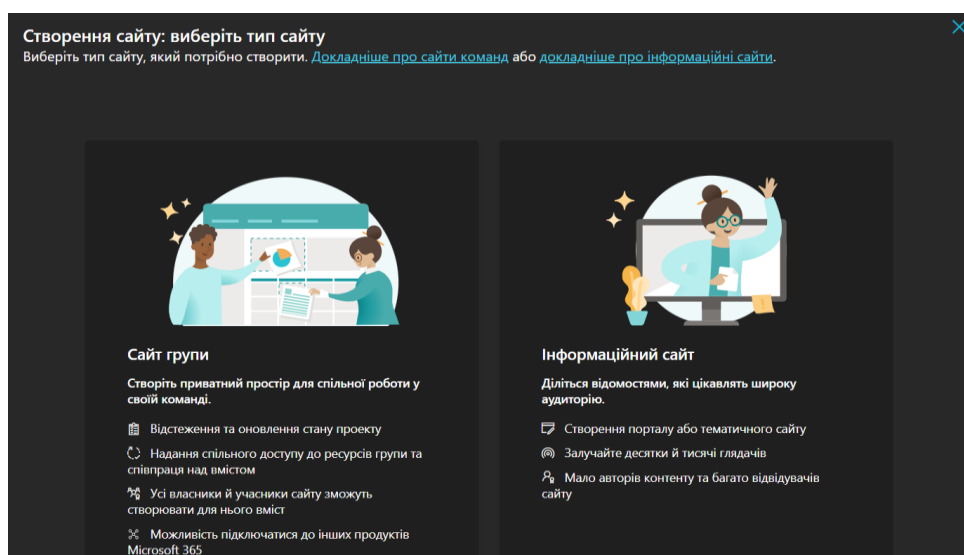 Створення сайту: виберіть тип сайту
Виберіть тип сайту, який потрібно створити. Докладніше про сайти команд або докладніше про інформаційні сайти.
Сайт групи
Створіть приватний простір для спільної роботи у
своїй команді.
Відстеження та оновлення стану проекту
Надання спільного доступу до ресурсів групи та
співпраця над вмістом
Усі власники й учасники сайту зможуть
створювати для нього вміст
Можливість підключатися до інших продуктів
Microsoft 365
Інформаційний сайт
Діліться відомостями, які цікавлять широку
аудиторію.
Створення порталу або тематичного сайту
Залучайте десятки й тисячі глядачів
Мало авторів контенту та багато відвідувачів
сайту